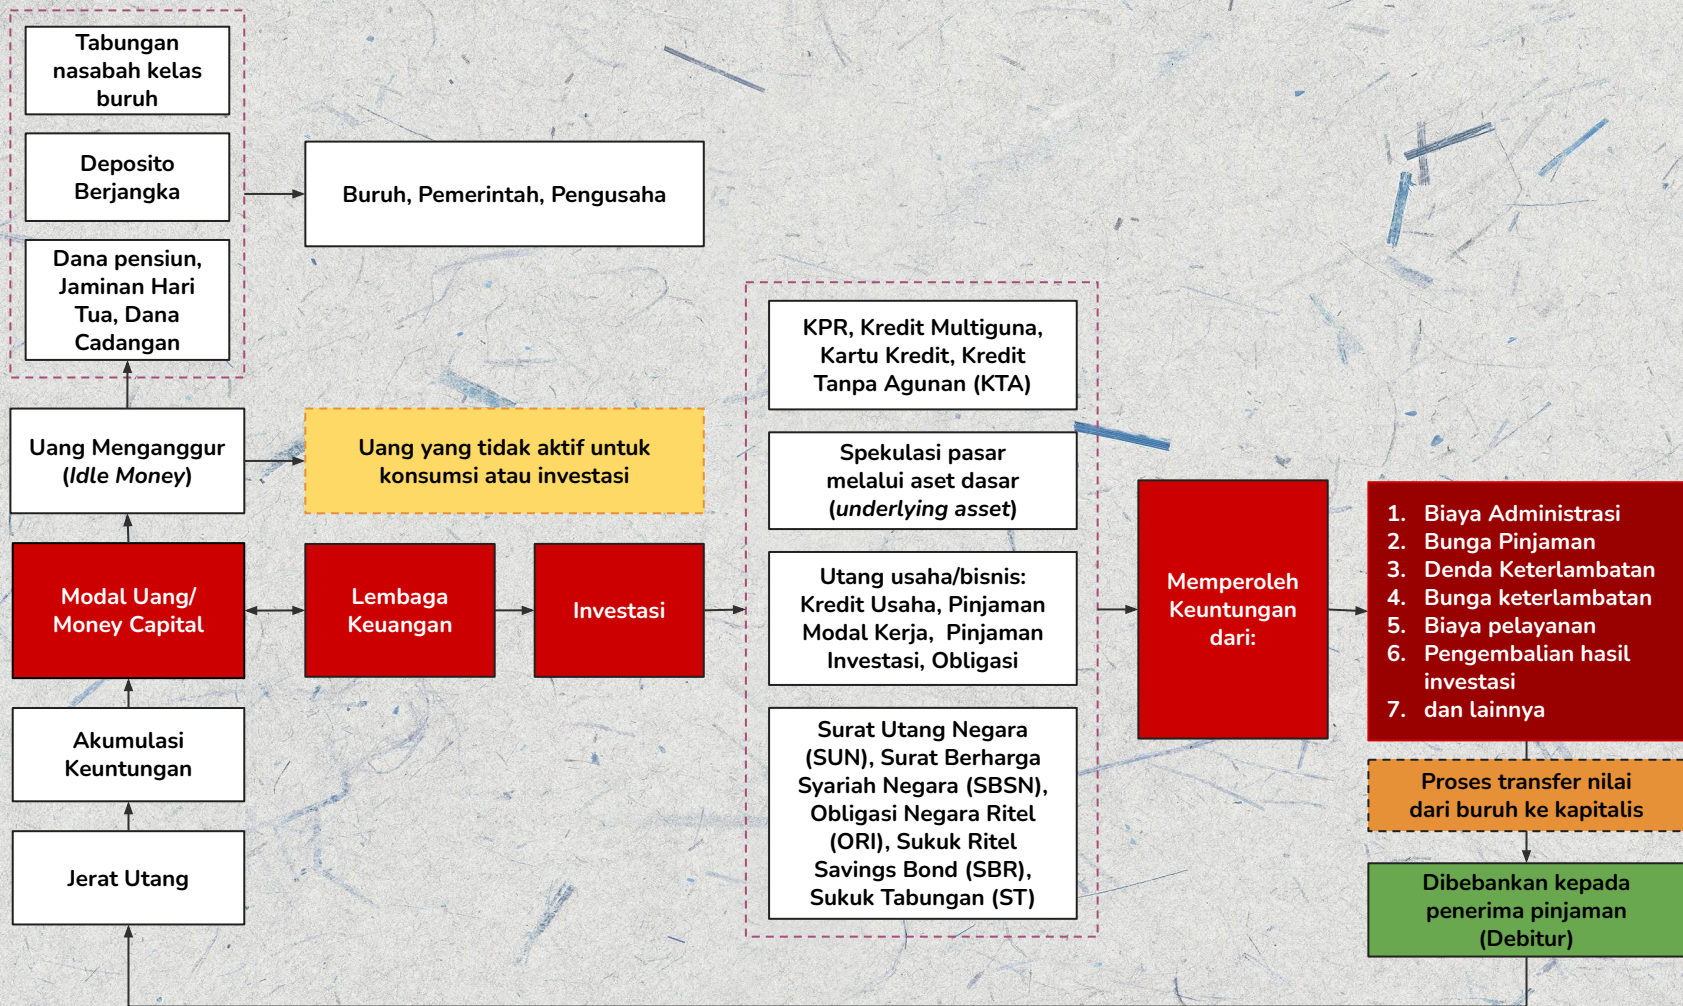 Tabungan
nasabah kelas
buruh
Deposito
Berjangka
Dana pensiun,
Jaminan Hari
Tua, Dana
Cadangan
Buruh, Pemerintah, Pengusaha
Uang Menganggur
(Idle Money)
Uang yang tidak aktif untuk
konsumsi atau investasi
Modal Uang/
Money Capital
Lembaga
Keuangan
Investasi
Akumulasi
Keuntungan
Jerat Utang
KPR, Kredit Multiguna,
Kartu Kredit, Kredit
Tanpa Agunan (KTA)
Spekulasi pasar
melalui aset dasar
(underlying asset)
Utang usaha/bisnis:
Kredit Usaha, Pinjaman
Modal Kerja, Pinjaman
Investasi, Obligasi
Surat Utang Negara
(SUN), Surat Berharga
Syariah Negara (SBSN),
Obligasi Negara Ritel
(ORI), Sukuk Ritel
Savings Bond (SBR),
Sukuk Tabungan (ST)
Memperoleh
Keuntungan
dari:
1. Biaya Administrasi
2. Bunga Pinjaman
3. Denda Keterlambatan
4. Bunga keterlambatan
5. Biaya pelayanan
6. Pengembalian hasil
investasi
7. dan lainnya
Proses transfer nilai
dari buruh ke kapitalis
Dibebankan kepada
penerima pinjaman
(Debitur)